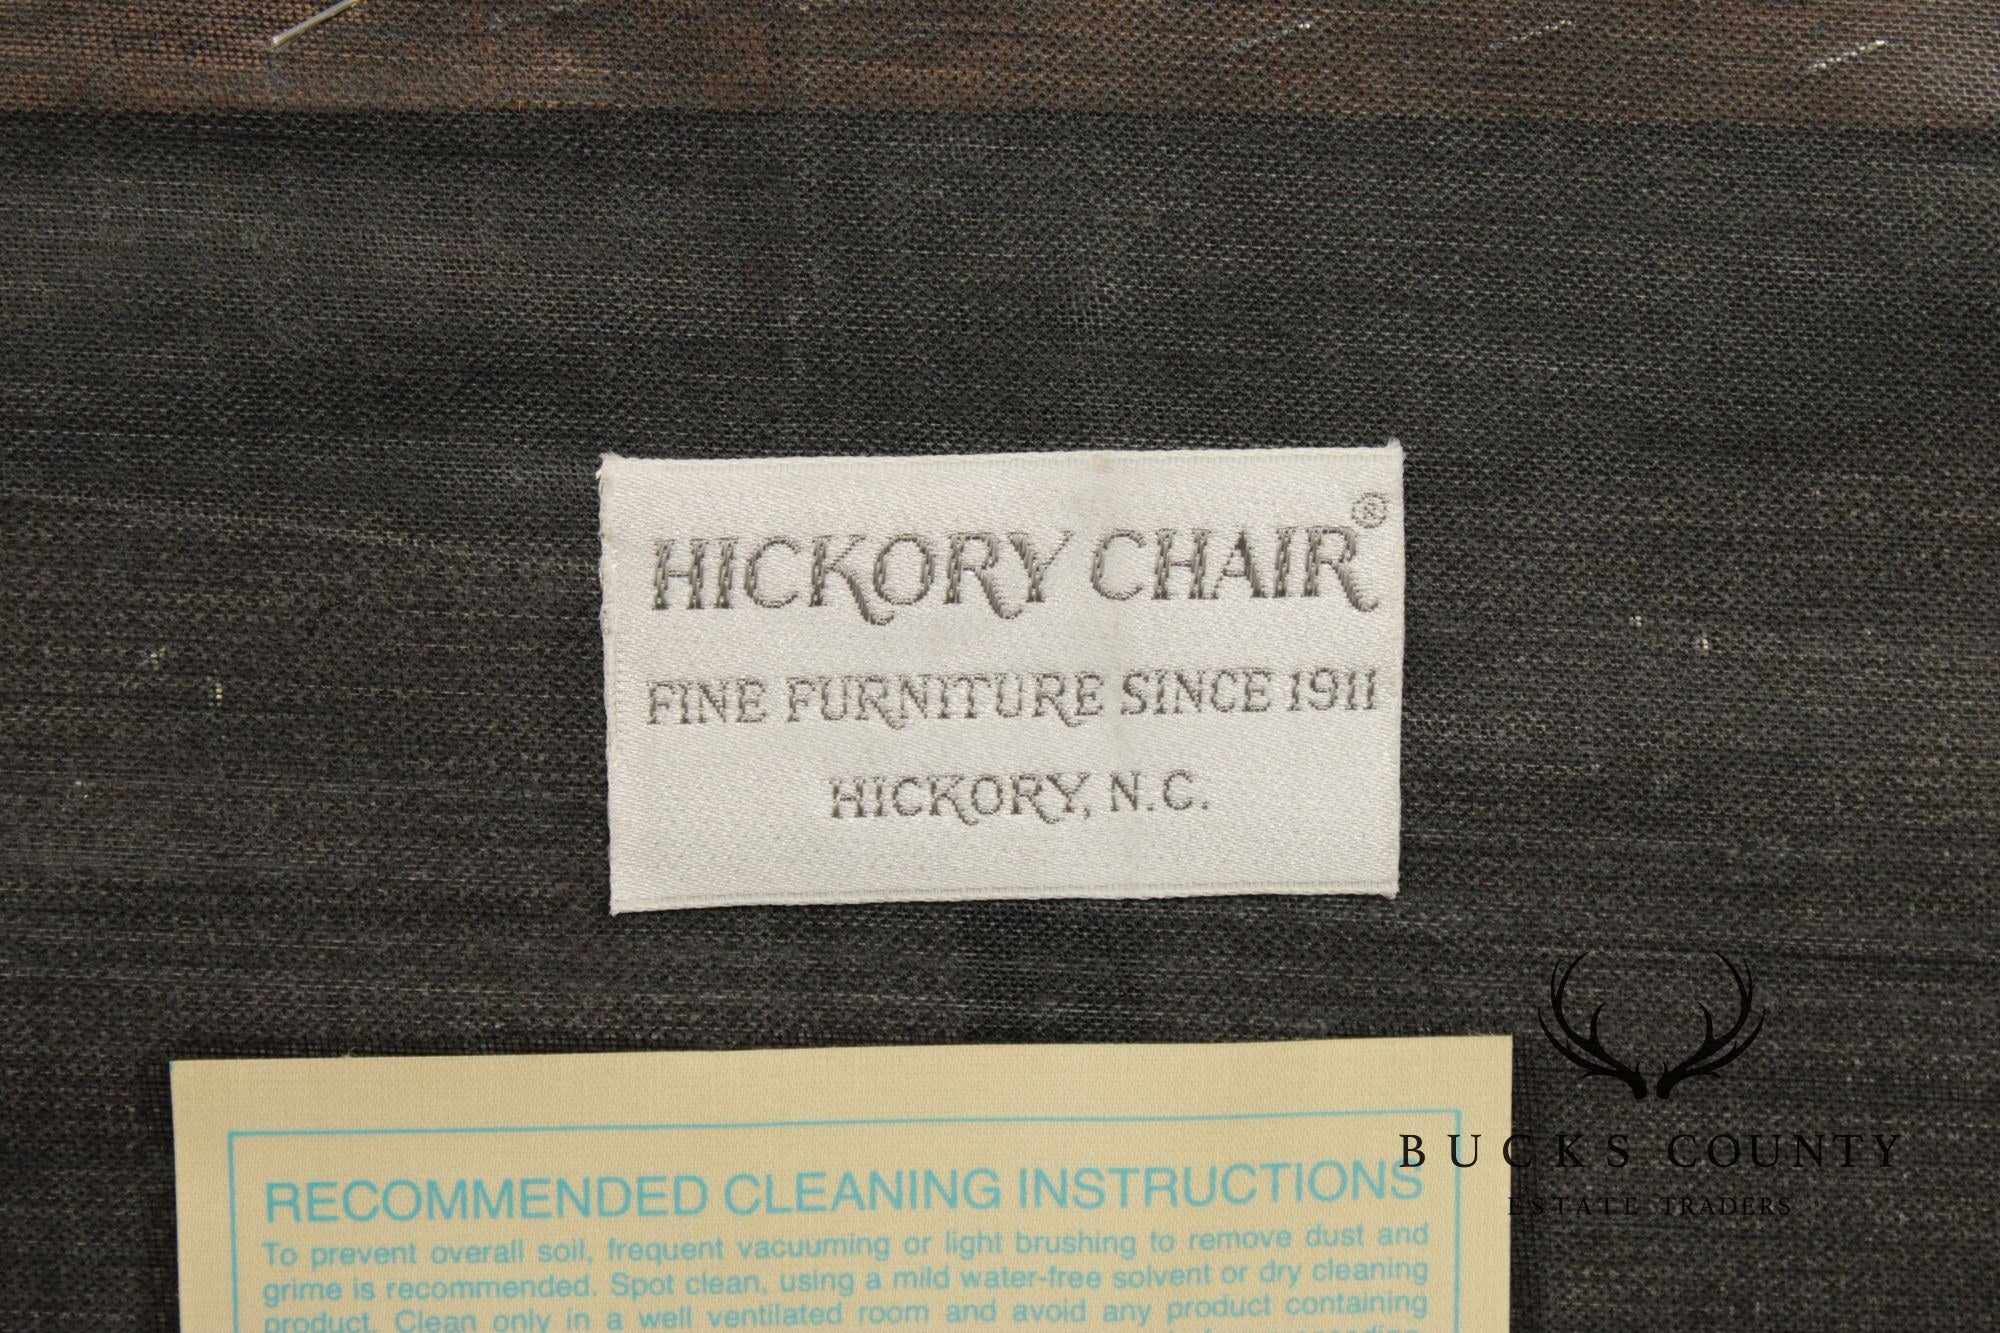 HICKORY CHAIR®
FINE FURNITURE SINCE 1911
HICKORY, N.C.
RECOMMENDED CLEANING INSTRUCTIONS
To prevent overall soil, frequent vacuuming or light brushing to remove dust and
grime is recommended. Spot clean, using a mild water-free solvent or dry cleaning
product. Clean only in a well ventilated room and avoid any product containing
BUCKS COUNTY
ESTATE TRADERS